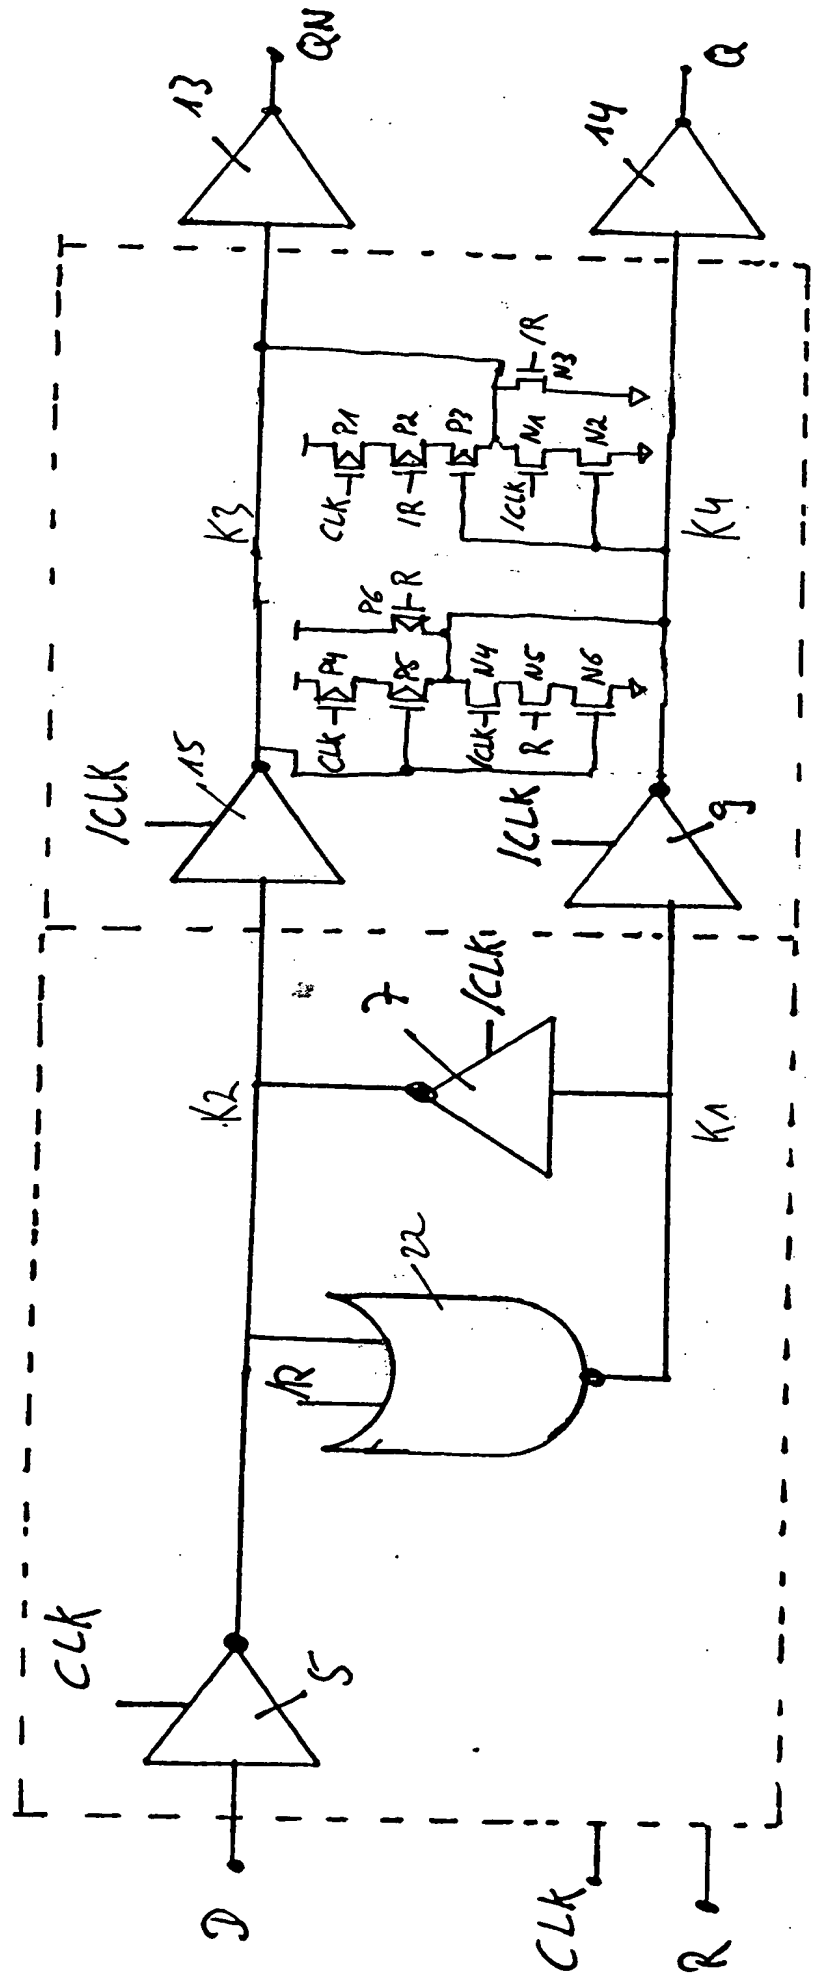 D
CLK
R
CLK
5
/R
22
K2
7
/CLK
K1
/CLK
15
/CLK
9
CLK
P4
P5
P6
R
/CLK
N4
R
N5
N6
K3
CLK
P1
/R
P2
P3
/CLK
N1
N2
/R
N3
K4
13
QN
14
Q